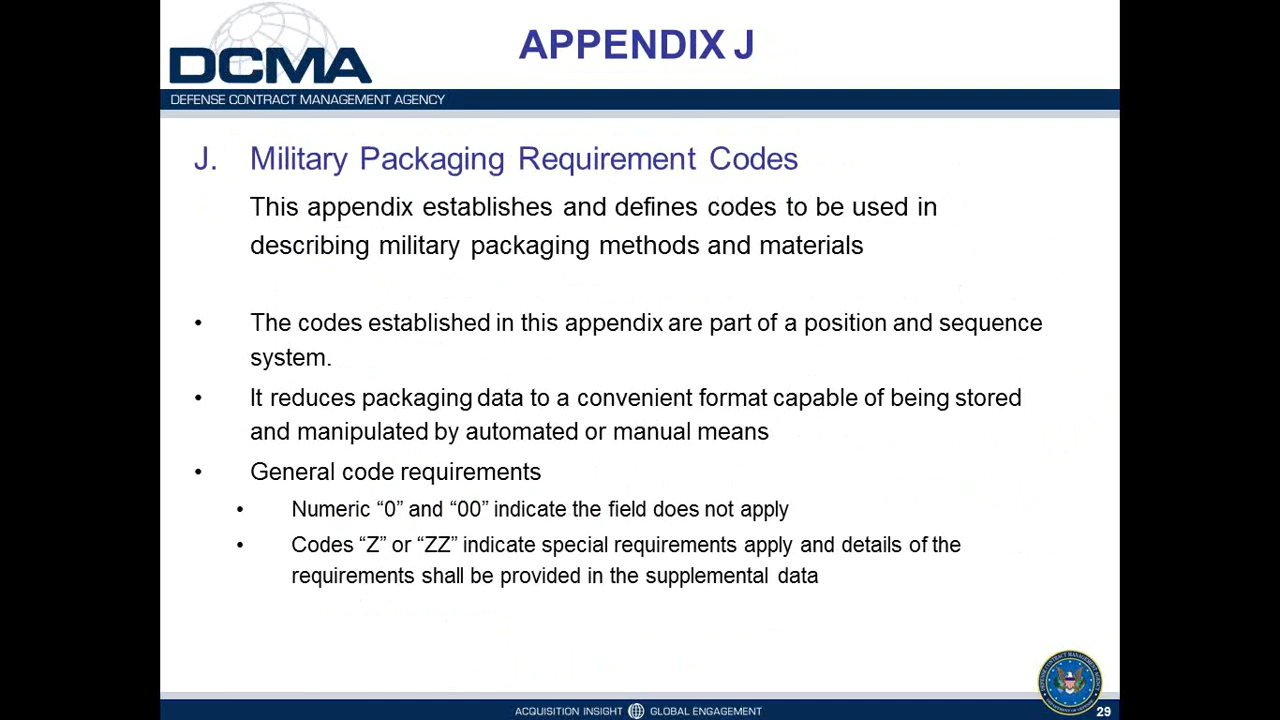 APPENDIX J
DCMA
DEFENSE CONTRACT MANAGEMENT AGENCY
J. Military Packaging Requirement Codes
This appendix establishes and defines codes to be used in
describing military packaging methods and materials
• The codes established in this appendix are part of a position and sequence
system.
• It reduces packaging data to a convenient format capable of being stored
and manipulated by automated or manual means
• General code requirements
• Numeric “0” and “00” indicate the field does not apply
• Codes “Z” or “ZZ” indicate special requirements apply and details of the
requirements shall be provided in the supplemental data
ACQUISITION INSIGHT GLOBAL ENGAGEMENT
DEFENSE CONTRACT MANAGEMENT AGENCY
29